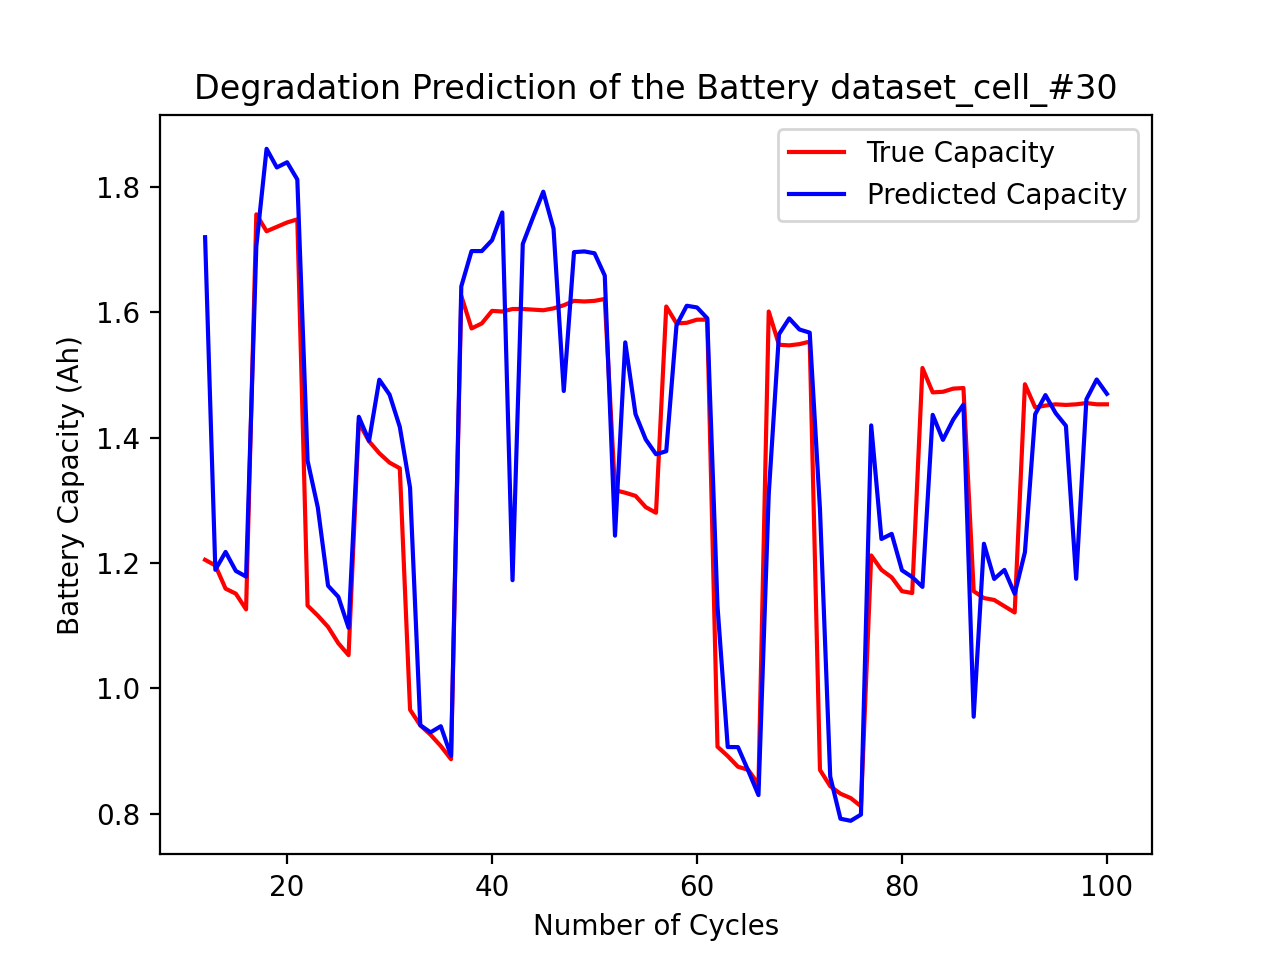 Degradation Prediction of the Battery dataset_cell_#30
True Capacity
Predicted Capacity
Battery Capacity (Ah)
1.8
1.6
1.4
1.2
1.0
0.8
20 40 60 80 100
Number of Cycles